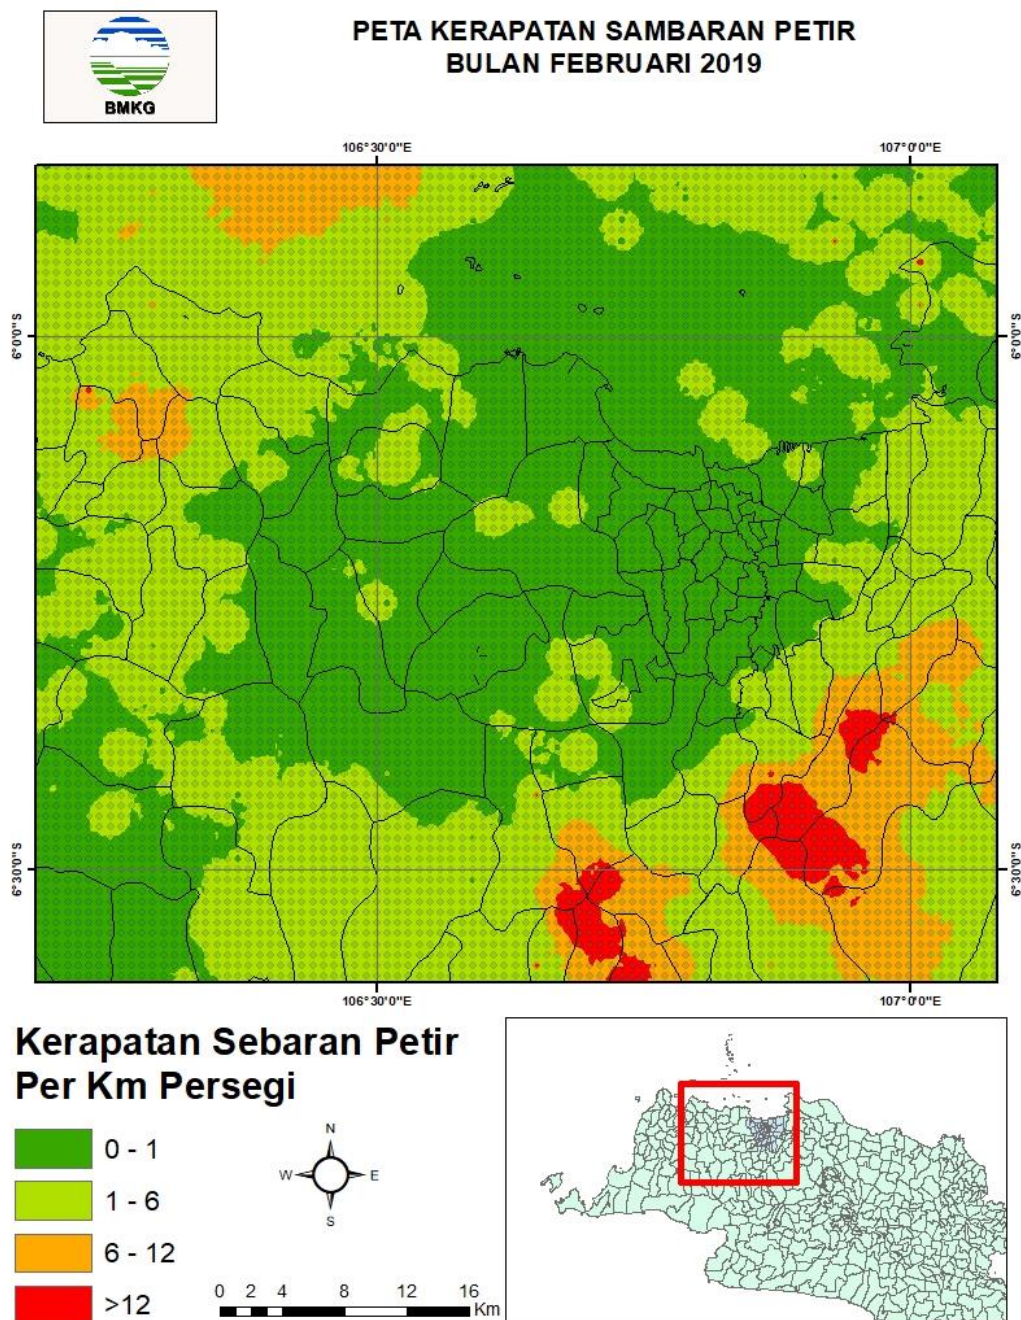 BMKG
PETA KERAPATAN SAMBARAN PETIR
BULAN FEBRUARI 2019
106°30'0"E
107°0'0"E
6°0'0"S
6°0'0"S
6°30'0"S
6°30'0"S
106°30'0"E
107°0'0"E
Kerapatan Sebaran Petir
Per Km Persegi
0 - 1
1 - 6
6 - 12
>12
N
W
E
S
0 2 4 8 12 16
Km